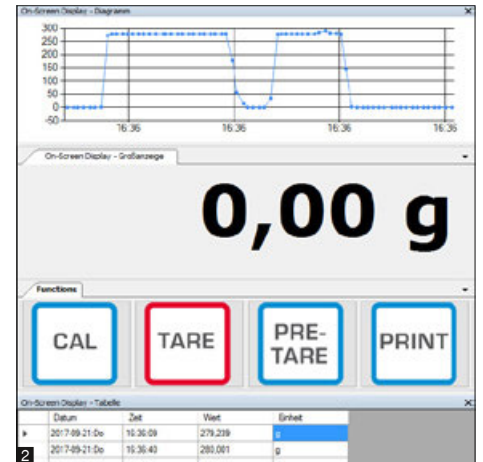 On-Screen Display - Diagramm
300
250
200
150
100
50
0
-50
16:36 16:36 16:36 16:36
On-Screen Display - Großanzeige
0,00 g
Functions
CAL TARE PRE-TARE PRINT
On-Screen Display - Tabelle
Datum Zeit Wert Einheit
2017-09-21:Do 16:36:09 279,239 g
2017-09-21:Do 16:36:40 280,001 g
2